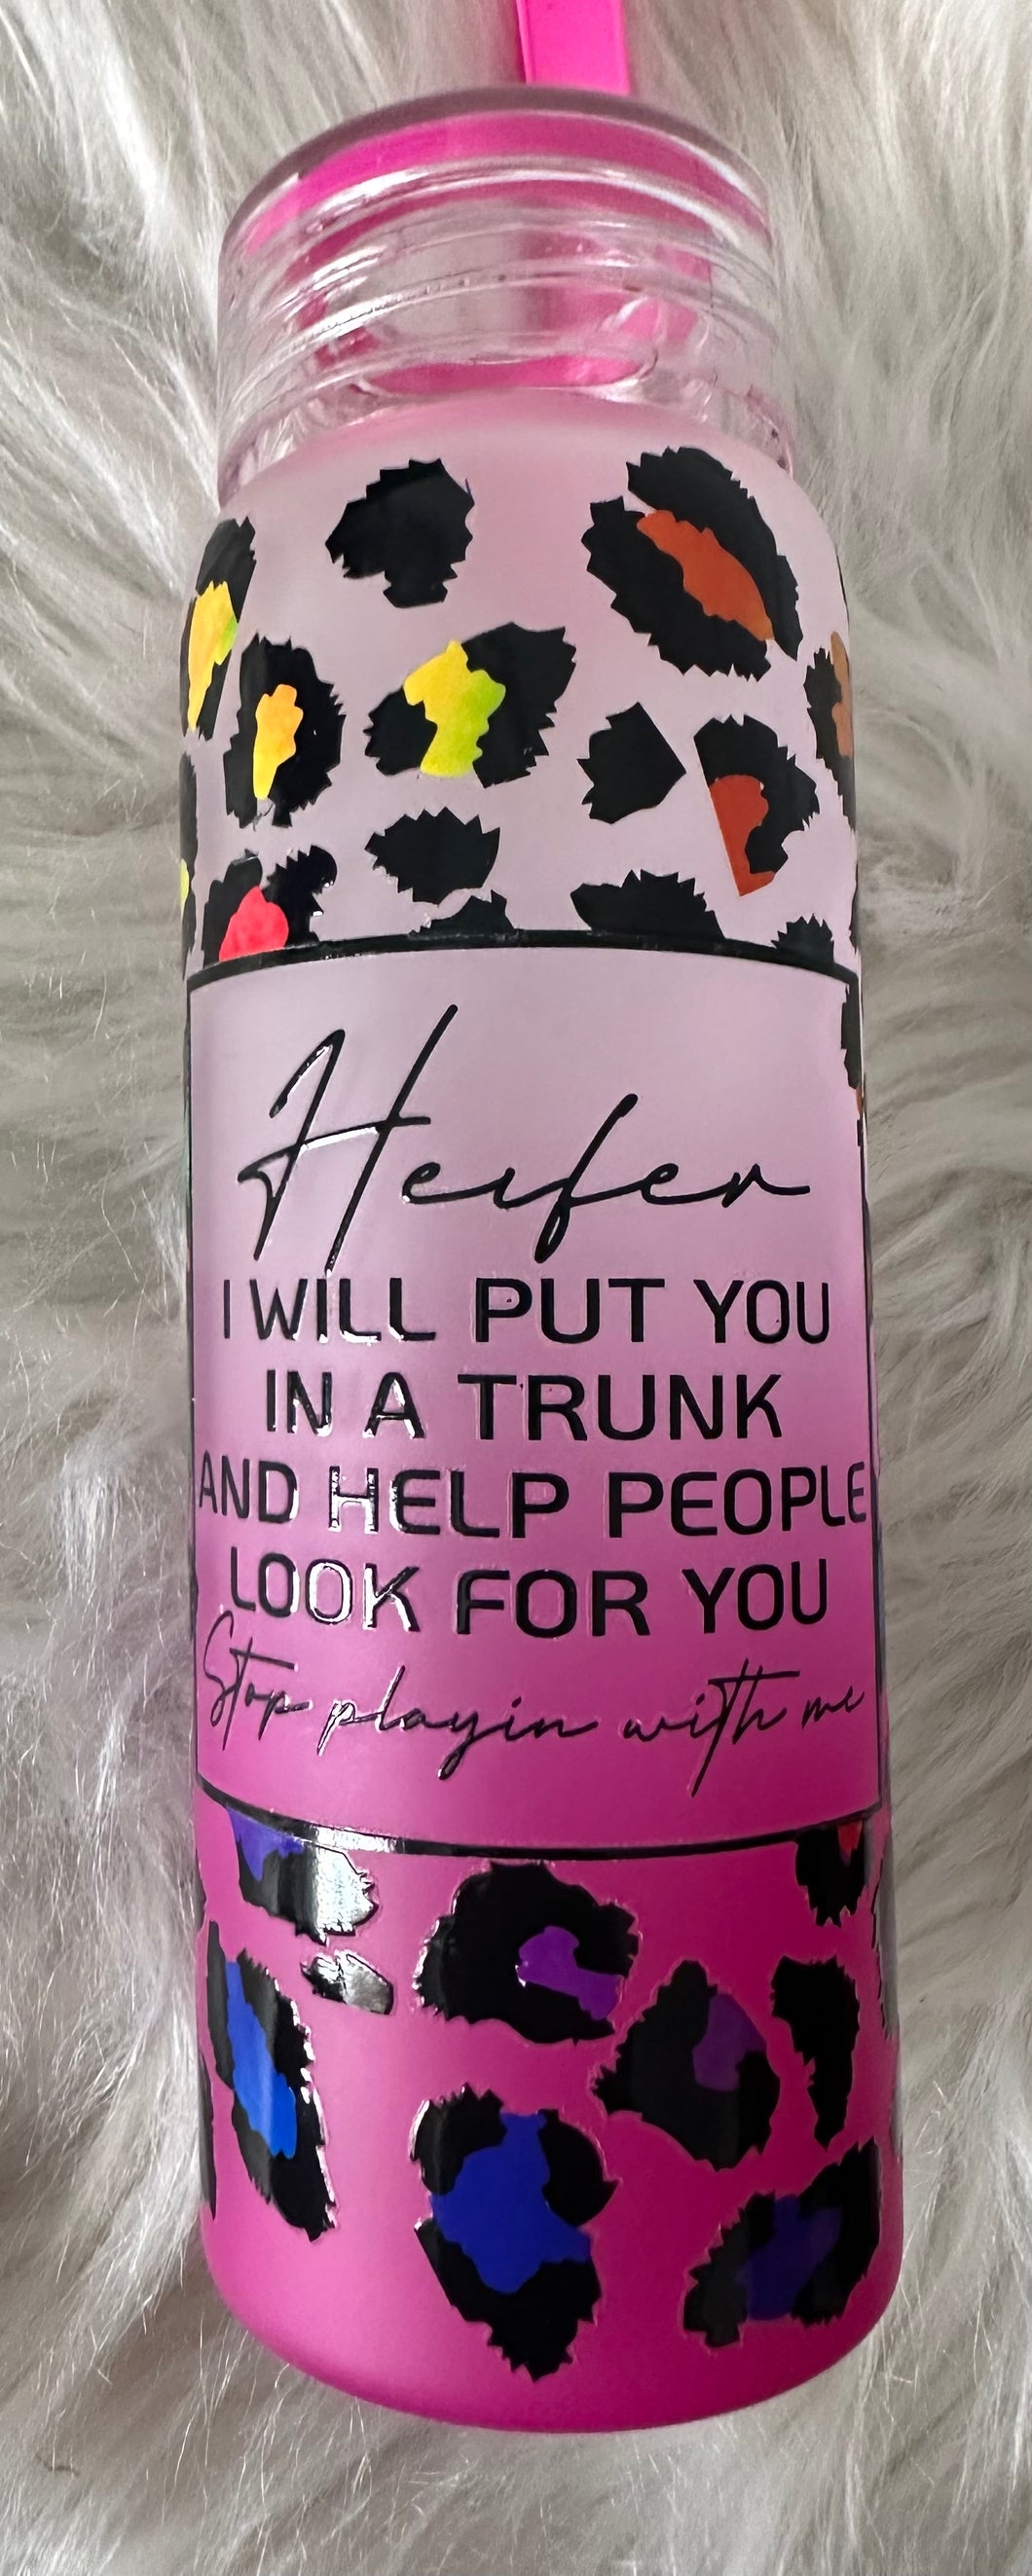 Heifer
I WILL PUT YOU
IN A TRUNK
AND HELP PEOPLE
LOOK FOR YOU
Stop playin with me